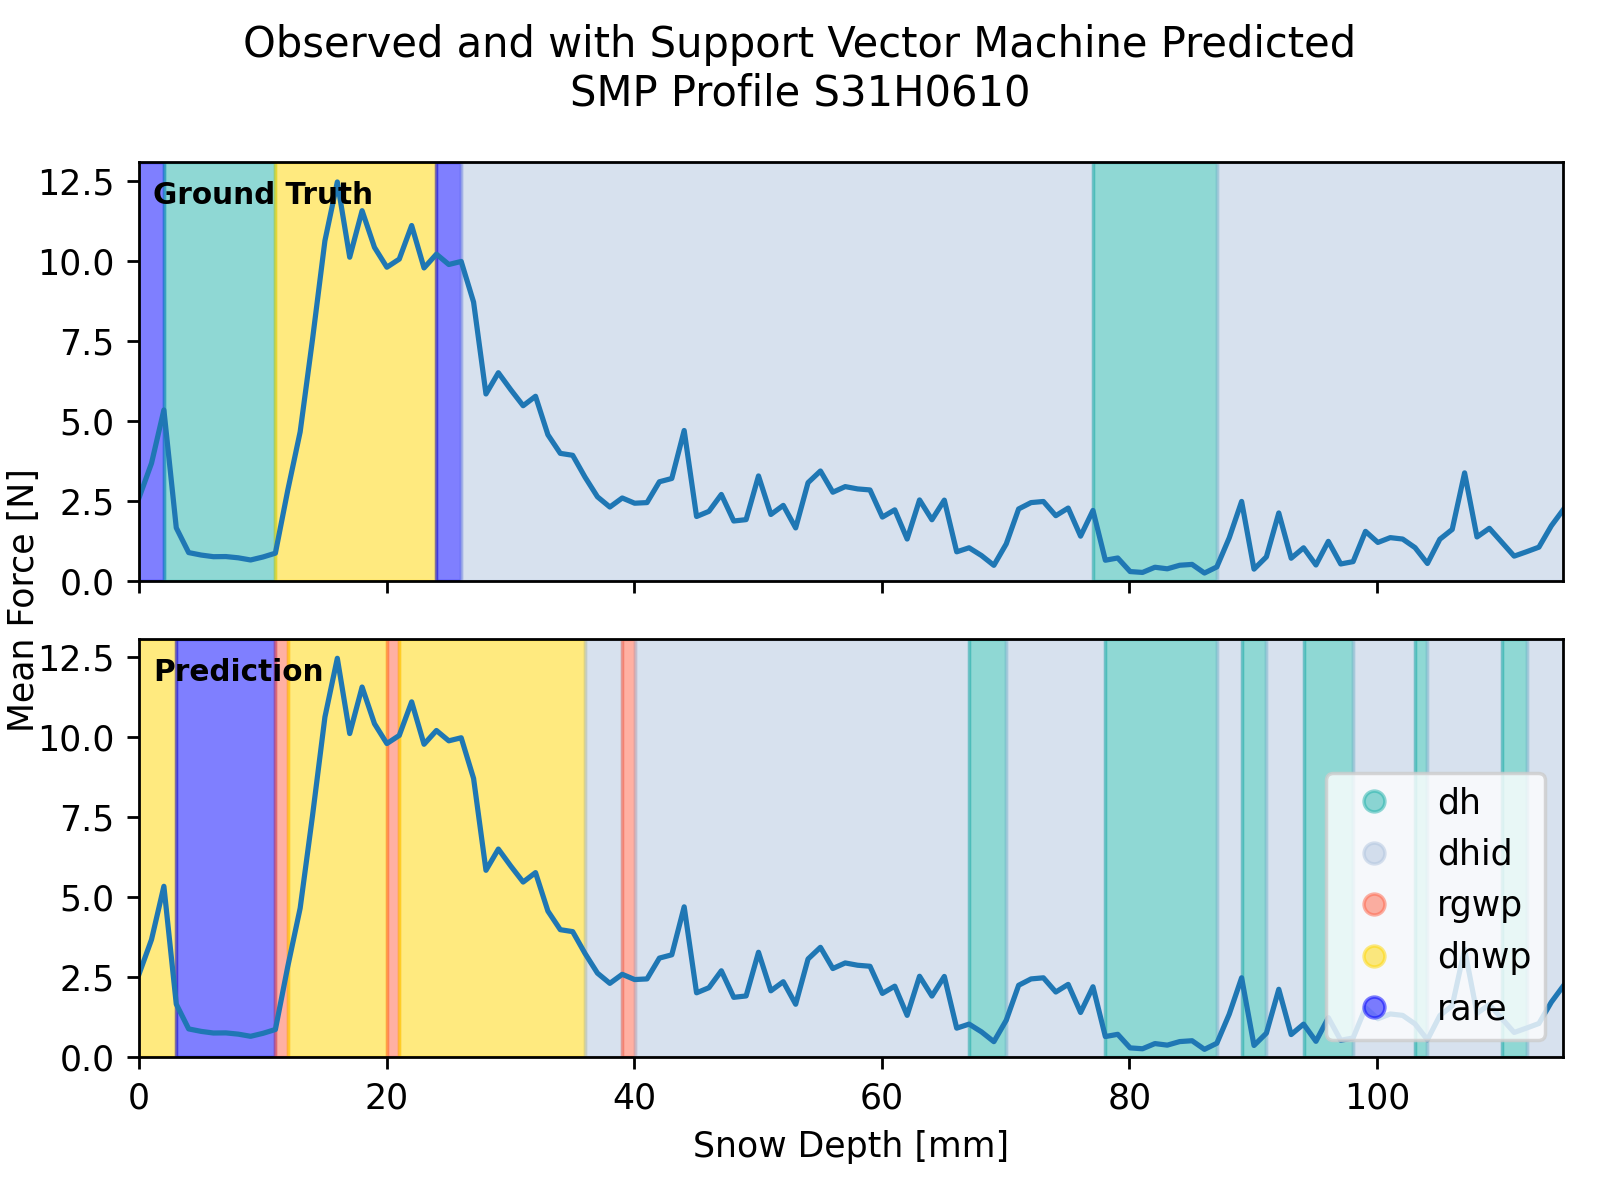 Observed and with Support Vector Machine Predicted
SMP Profile S31H0610
Mean Force [N]
12.5
10.0
7.5
5.0
2.5
0.0
Ground Truth
12.5
10.0
7.5
5.0
2.5
0.0
Prediction
dh
dhid
rgwp
dhwp
rare
0
20
40
60
80
100
Snow Depth [mm]